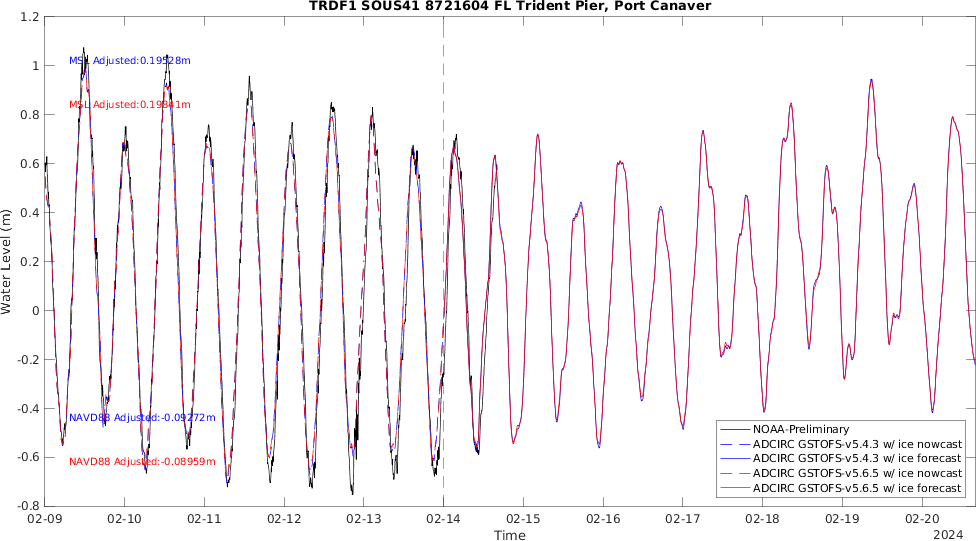 TRDF1 SOUS41 8721604 FL Trident Pier, Port Canaver
1.2
1
0.8
0.6
0.4
0.2
0
-0.2
-0.4
-0.6
-0.8
Water Level (m)
MSL Adjusted:0.19528m
MSL Adjusted:0.19841m
NAVD88 Adjusted:-0.09272m
NAVD88 Adjusted:-0.08959m
NOAA-Preliminary
ADCIRC GSTOFS-v5.4.3 w/ ice nowcast
ADCIRC GSTOFS-v5.4.3 w/ ice forecast
ADCIRC GSTOFS-v5.6.5 w/ ice nowcast
ADCIRC GSTOFS-v5.6.5 w/ ice forecast
02-09 02-10 02-11 02-12 02-13 02-14 02-15 02-16 02-17 02-18 02-19 02-20
Time
2024